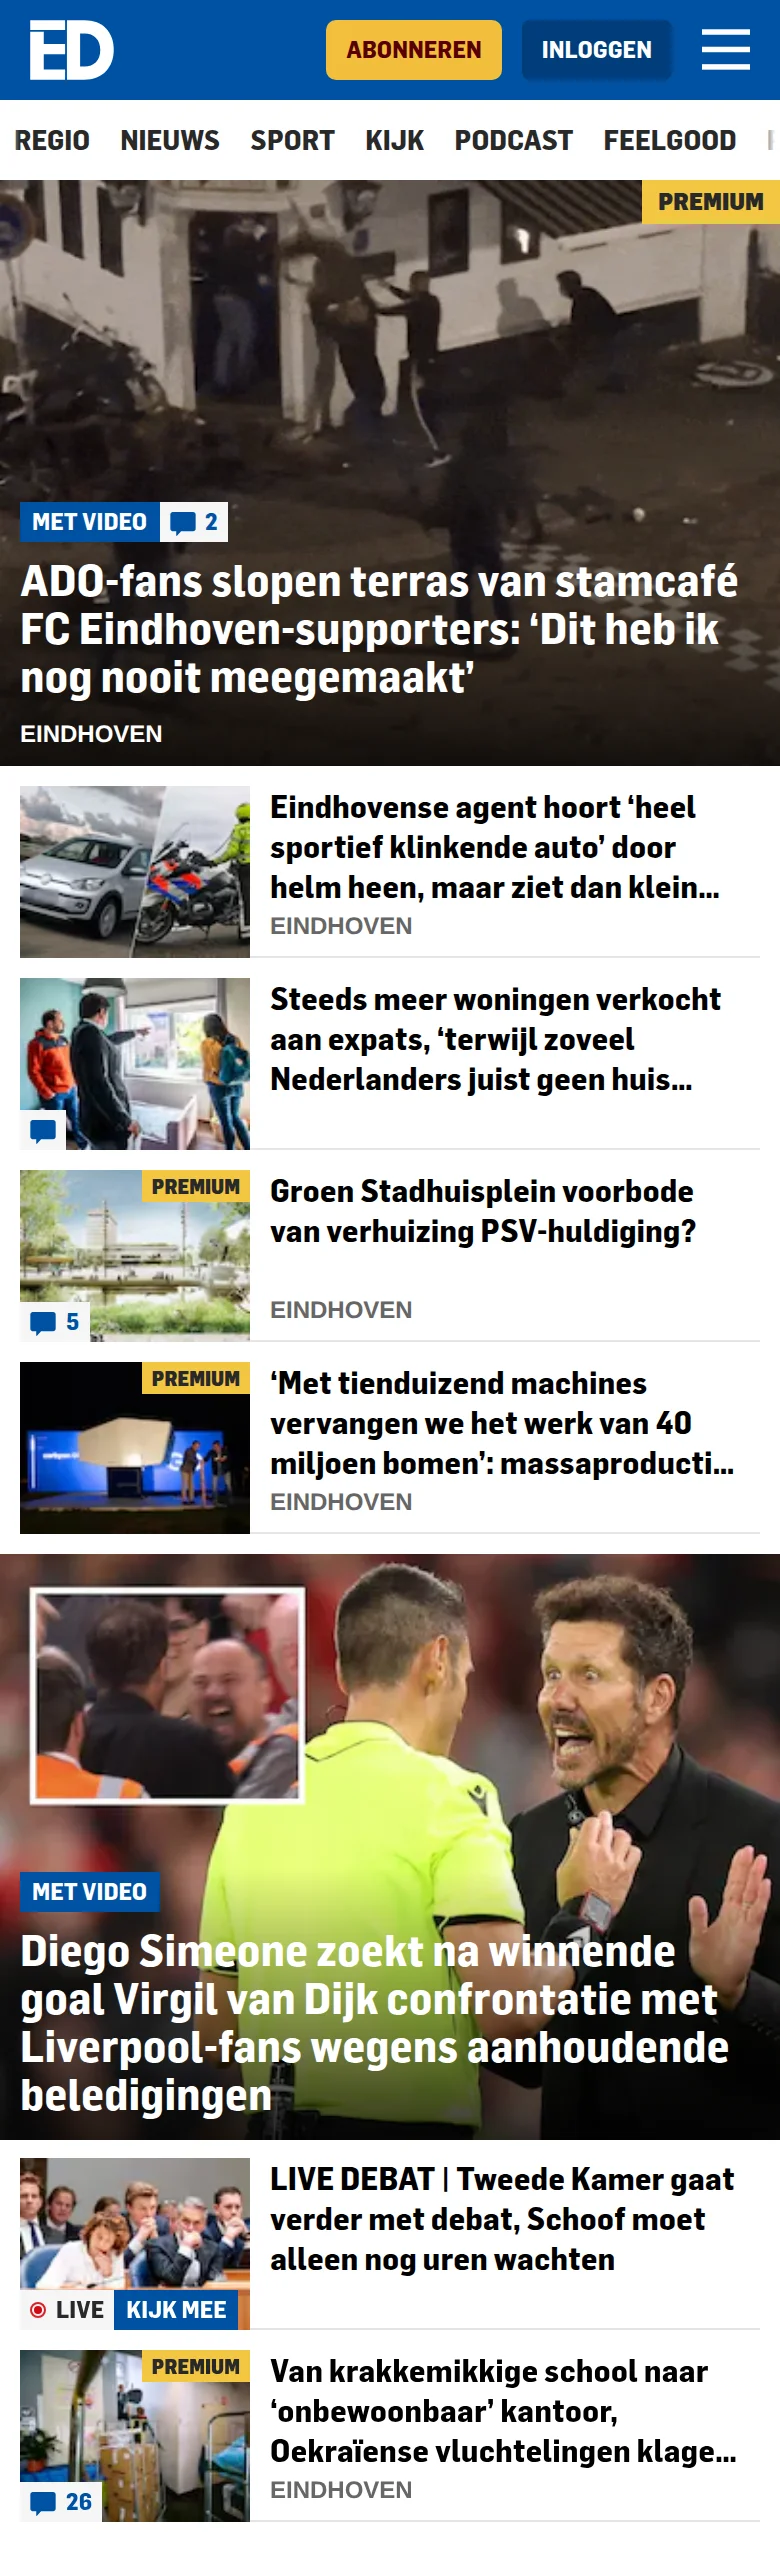 ED
ABONNEREN
INLOGGEN
REGIO NIEUWS SPORT KIJK PODCAST FEELGOOD
PREMIUM
MET VIDEO 2
ADO-fans slopen terras van stamcafé
FC Eindhoven-supporters: ‘Dit heb ik
nog nooit meegemaakt’
EINDHOVEN
Eindhovense agent hoort ‘heel
sportief klinkende auto’ door
helm heen, maar ziet dan klein...
EINDHOVEN
Steeds meer woningen verkocht
aan expats, ‘terwijl zoveel
Nederlanders juist geen huis...
PREMIUM
5
Groen Stadhuisplein voorbode
van verhuizing PSV-huldiging?
EINDHOVEN
PREMIUM
‘Met tienduizend machines
vervangen we het werk van 40
miljoen bomen’: massaproducti...
EINDHOVEN
MET VIDEO
Diego Simeone zoekt na winnende
goal Virgil van Dijk confrontatie met
Liverpool-fans wegens aanhoudende
beledigingen
LIVE KIJK MEE
LIVE DEBAT | Tweede Kamer gaat
verder met debat, Schoof moet
alleen nog uren wachten
PREMIUM
26
Van krakkemikkige school naar
‘onbewoonbaar’ kantoor,
Oekraïense vluchtelingen klage...
EINDHOVEN